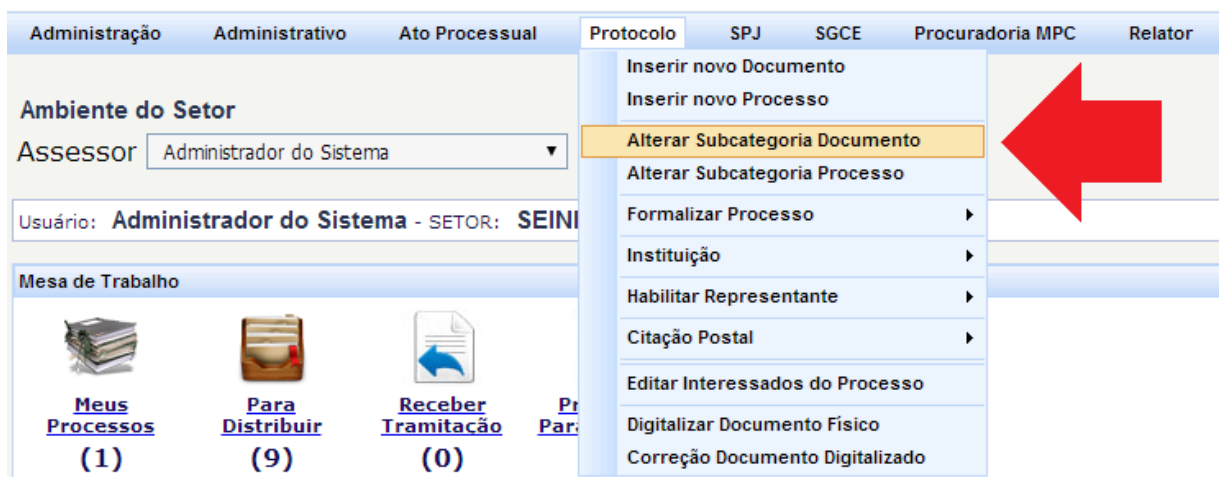 Administração Administrativo Ato Processual Protocolo SPJ SGCE Procuradoria MPC Relator
Inserir novo Documento
Inserir novo Processo
Alterar Subcategoria Documento
Alterar Subcategoria Processo
Formalizar Processo
Instituição
Habilitar Representante
Citação Postal
Editar Interessados do Processo
Digitalizar Documento Físico
Correção Documento Digitalizado
Ambiente do Setor
Assessor Administrador do Sistema
Usuário: Administrador do Sistema - SETOR:
Mesa de Trabalho
Meus Processos
(1)
Para Distribuir
(9)
Receber Tramitação
(0)